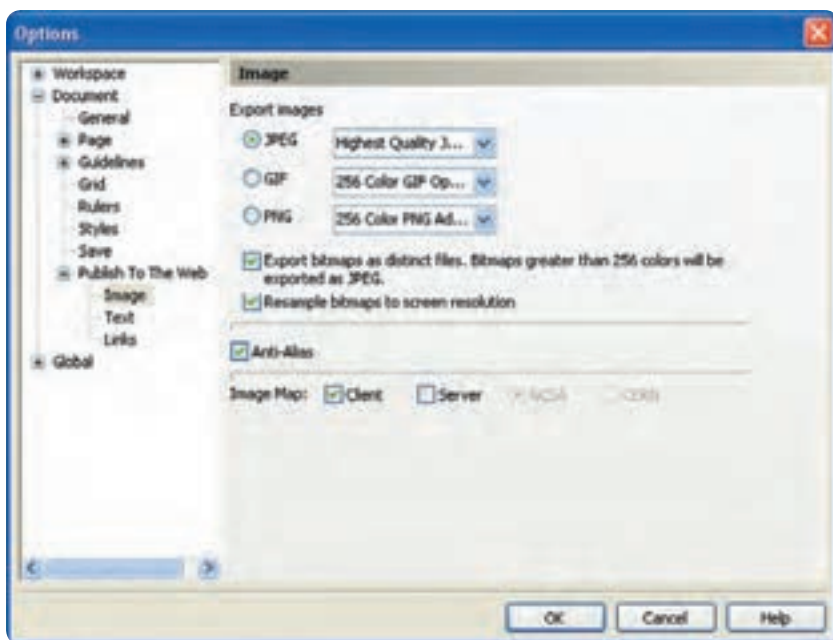 Options
Workspace
Document
General
Page
Guidelines
Grid
Rulers
Styles
Save
Publish To The Web
Image
Text
Links
Global
Image
Export images
JPEG Highest Quality J...
GIF 256 Color GIF Op...
PNG 256 Color PNG Ad...
Export bitmaps as distinct files. Bitmaps greater than 256 colors will be
exported as JPEG.
Resample bitmaps to screen resolution
Anti-Alias
Image Map: Client Server NCSA CERN
OK Cancel Help